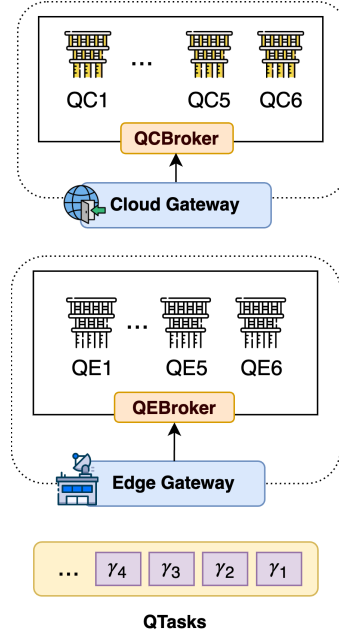 QC1 ... QC5 QC6
QCBroker
Cloud Gateway
QE1 ... QE5 QE6
QEBroker
Edge Gateway
... γ₄ γ₃ γ₂ γ₁
QTasks